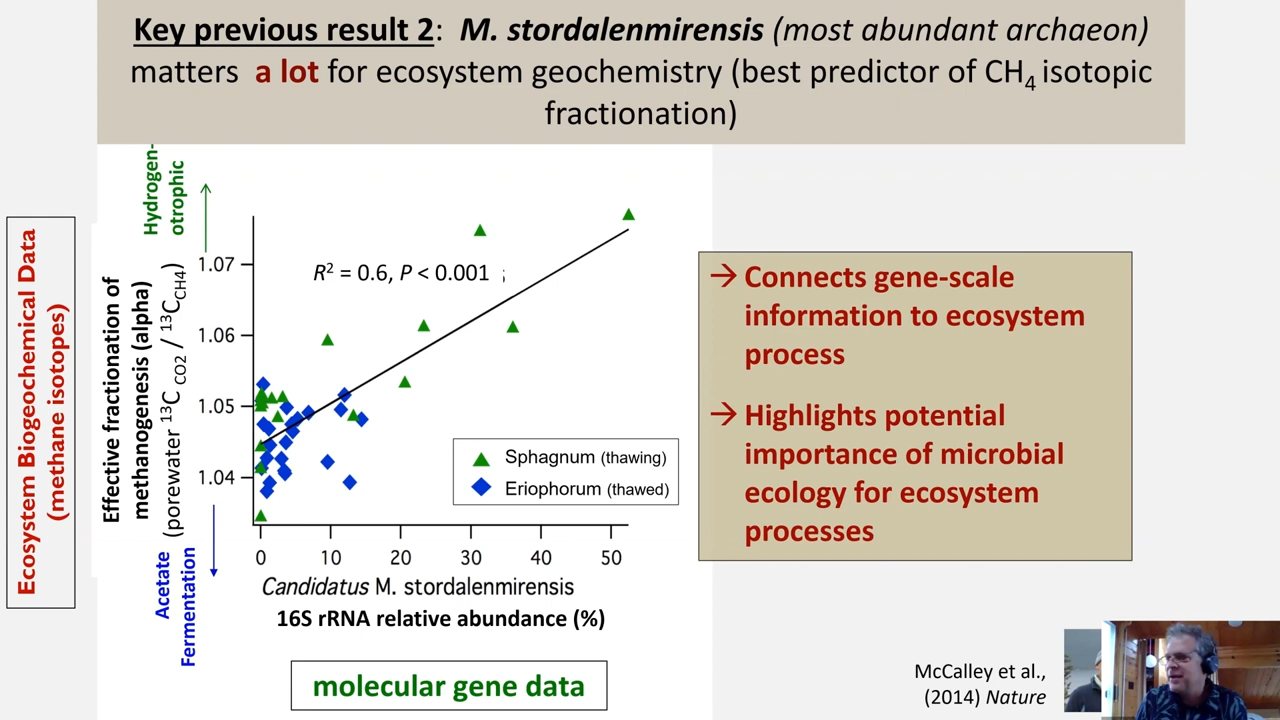 Key previous result 2: M. stordalenmirensis (most abundant archaeon)
matters a lot for ecosystem geochemistry (best predictor of CH4 isotopic
fractionation)
Ecosystem Biogeochemical Data
(methane isotopes)
Hydrogen-
otrophic
Effective fractionation of
methanogenesis (alpha)
(porewater 13C CO2 / 13C CH4)
Acetate
Fermentation
1.07
1.06
1.05
1.04
R2 = 0.6, P < 0.001
Sphagnum (thawing)
Eriophorum (thawed)
0 10 20 30 40 50
Candidatus M. stordalenmirensis
16S rRNA relative abundance (%)
molecular gene data
→ Connects gene-scale
information to ecosystem
process
→ Highlights potential
importance of microbial
ecology for ecosystem
processes
McCalley et al.,
(2014) Nature